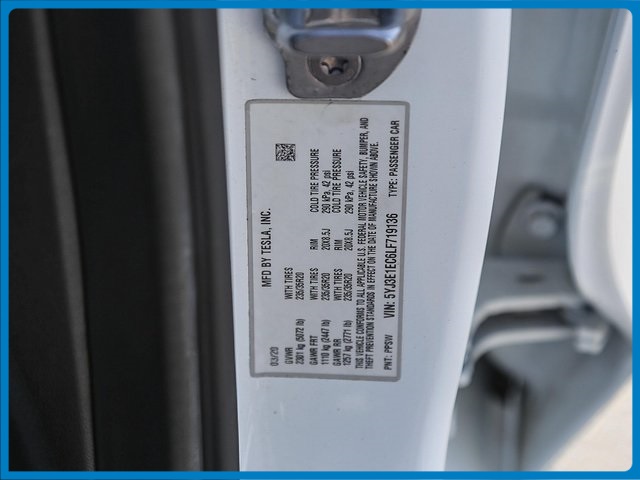 MFD BY TESLA, INC.
03/20
GVWR WITH TIRES RIM COLD TIRE PRESSURE
2301 kg (5072 lb) 235/35R20 20X8.5J 290 kPa, 42 psi
GAWR FRT WITH TIRES RIM COLD TIRE PRESSURE
1110 kg (2447 lb) 235/35R20 20X8.5J 290 kPa, 42 psi
GAWR RR
1257 kg (2771 lb)
THIS VEHICLE CONFORMS TO ALL APPLICABLE U.S. FEDERAL MOTOR VEHICLE SAFETY, BUMPER, AND
THEFT PREVENTION STANDARDS IN EFFECT ON THE DATE OF MANUFACTURE SHOWN ABOVE.
PNT: PPSW VIN: 5YJ3E1EC6LF719136 TYPE: PASSENGER CAR